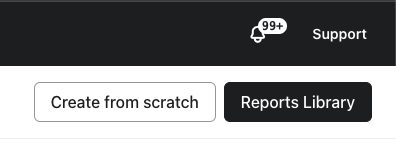 99+
Support
Create from scratch
Reports Library